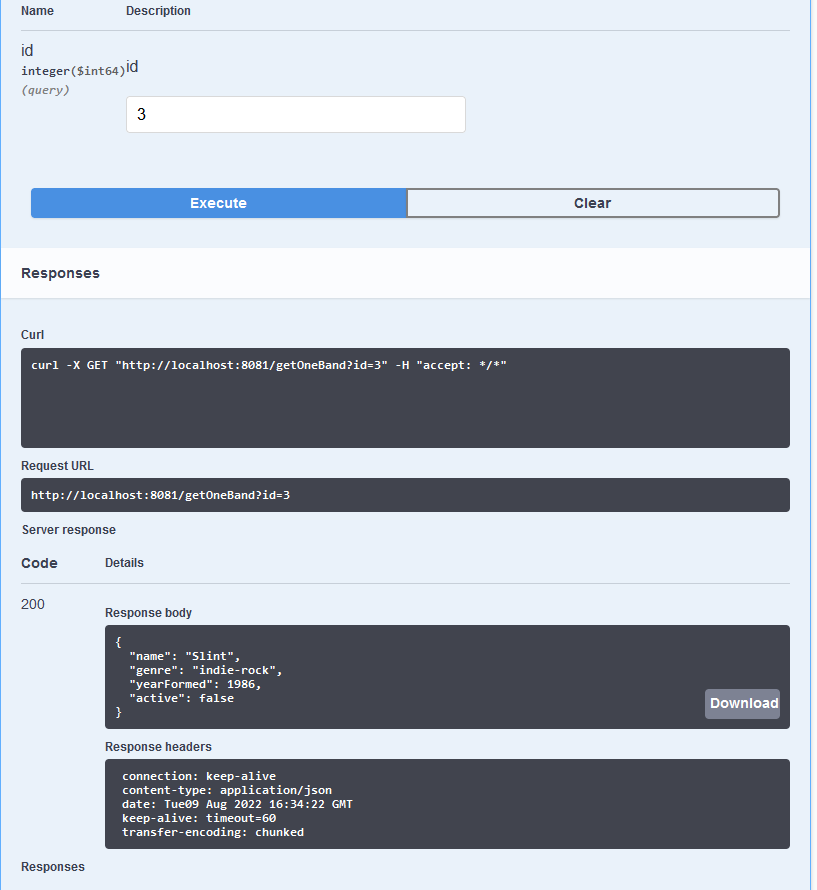 Name Description
id
integer($int64) id
(query)
3
Execute Clear
Responses
Curl
curl -X GET "http://localhost:8081/getOneBand?id=3" -H "accept: */*"
Request URL
http://localhost:8081/getOneBand?id=3
Server response
Code Details
200
Response body
{
  "name": "Slint",
  "genre": "indie-rock",
  "yearFormed": 1986,
  "active": false
}
Download
Response headers
connection: keep-alive
content-type: application/json
date: Tue09 Aug 2022 16:34:22 GMT
keep-alive: timeout=60
transfer-encoding: chunked
Responses